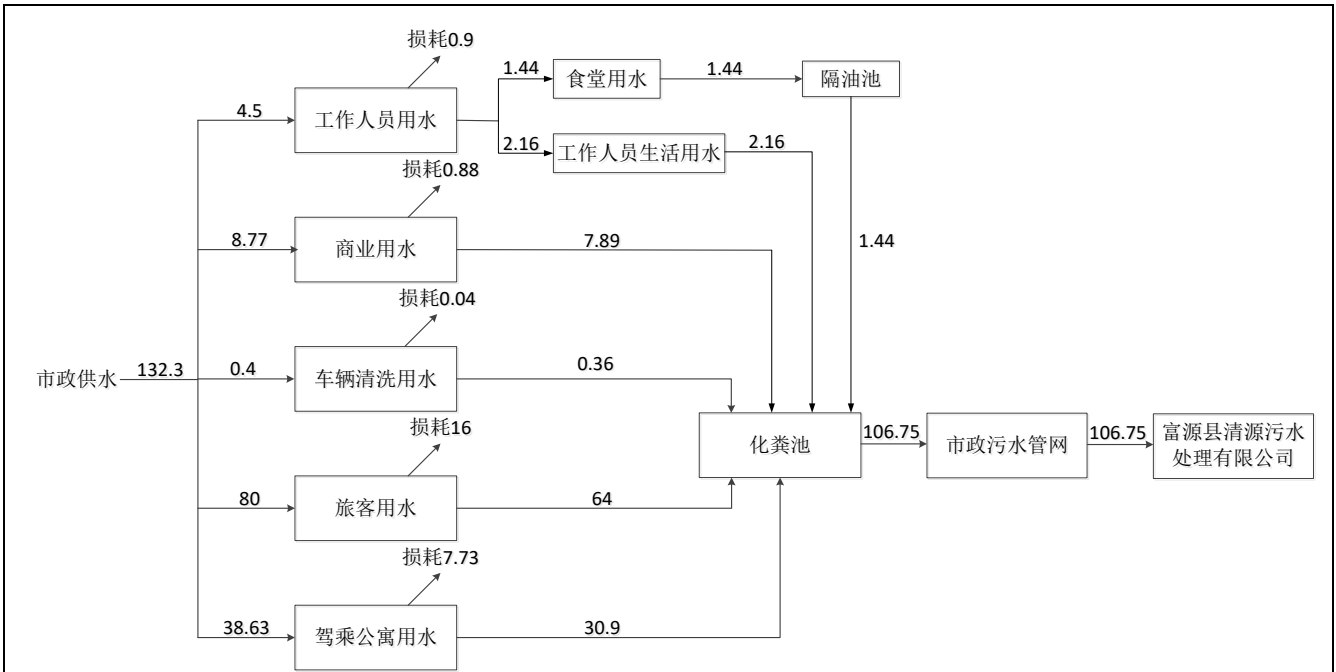 损耗0.9
1.44
食堂用水
1.44
隔油池
4.5
工作人员用水
2.16
工作人员生活用水
2.16
损耗0.88
8.77
商业用水
7.89
1.44
损耗0.04
市政供水
132.3
0.4
车辆清洗用水
0.36
损耗16
化粪池
106.75
市政污水管网
106.75
富源县清源污水
处理有限公司
80
旅客用水
64
损耗7.73
38.63
驾乘公寓用水
30.9